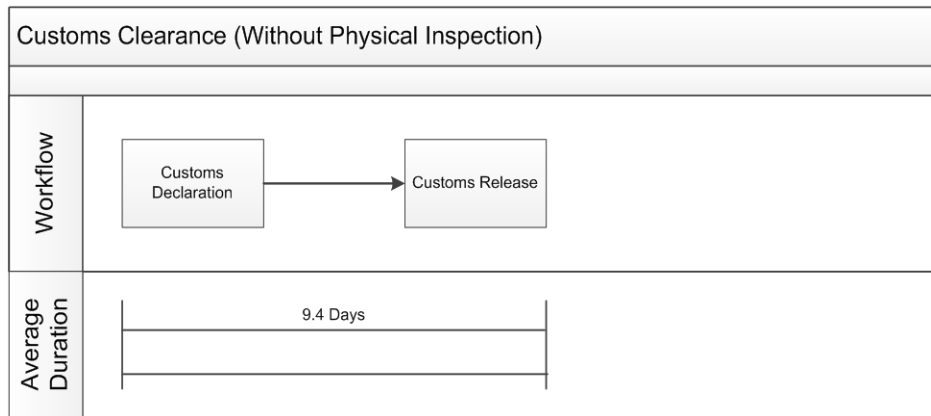 Customs Clearance (Without Physical Inspection)
Workflow
Customs
Declaration
Customs Release
Average
Duration
9.4 Days